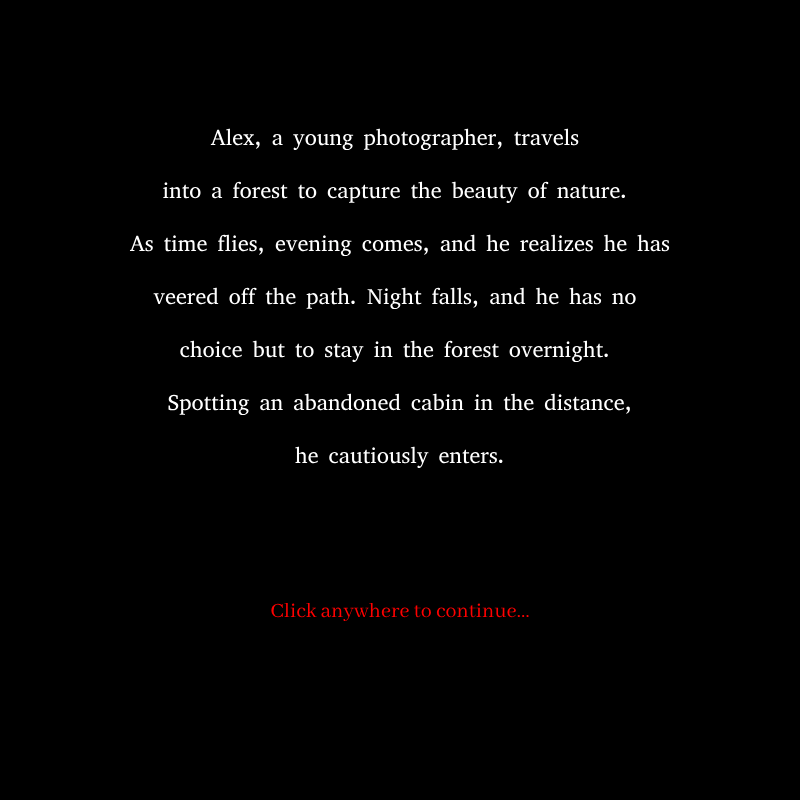 Alex, a young photographer, travels
into a forest to capture the beauty of nature.
As time flies, evening comes, and he realizes he has
veered off the path. Night falls, and he has no
choice but to stay in the forest overnight.
Spotting an abandoned cabin in the distance,
he cautiously enters.
Click anywhere to continue...